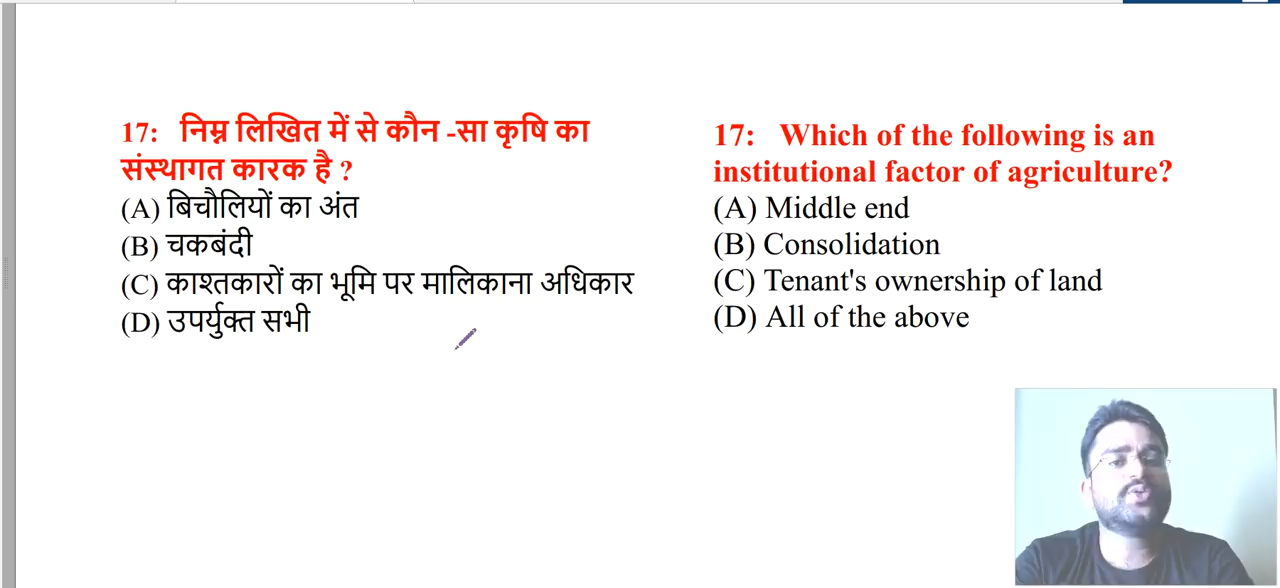 17: निम्न लिखित में से कौन -सा कृषि का
संस्थागत कारक है ?
(A) बिचौलियों का अंत
(B) चकबंदी
(C) काश्तकारों का भूमि पर मालिकाना अधिकार
(D) उपर्युक्त सभी
17: Which of the following is an
institutional factor of agriculture?
(A) Middle end
(B) Consolidation
(C) Tenant's ownership of land
(D) All of the above